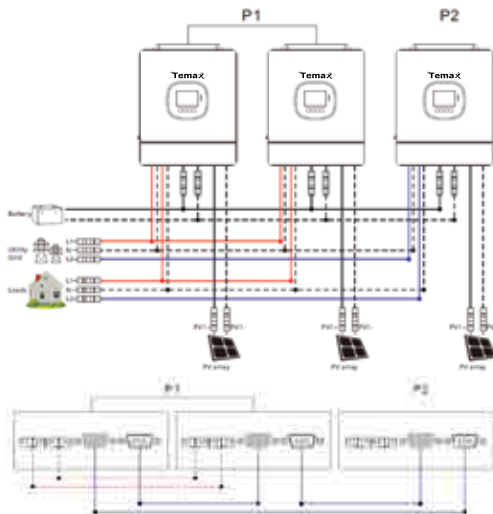 P1 P2
Temax Temax Temax
Battery
Utility L1
Grid N
L2
L1
Loads N
L2
PV1+ PV1- PV1+ PV1- PV1+
PV array PV array PV array
P1 P2